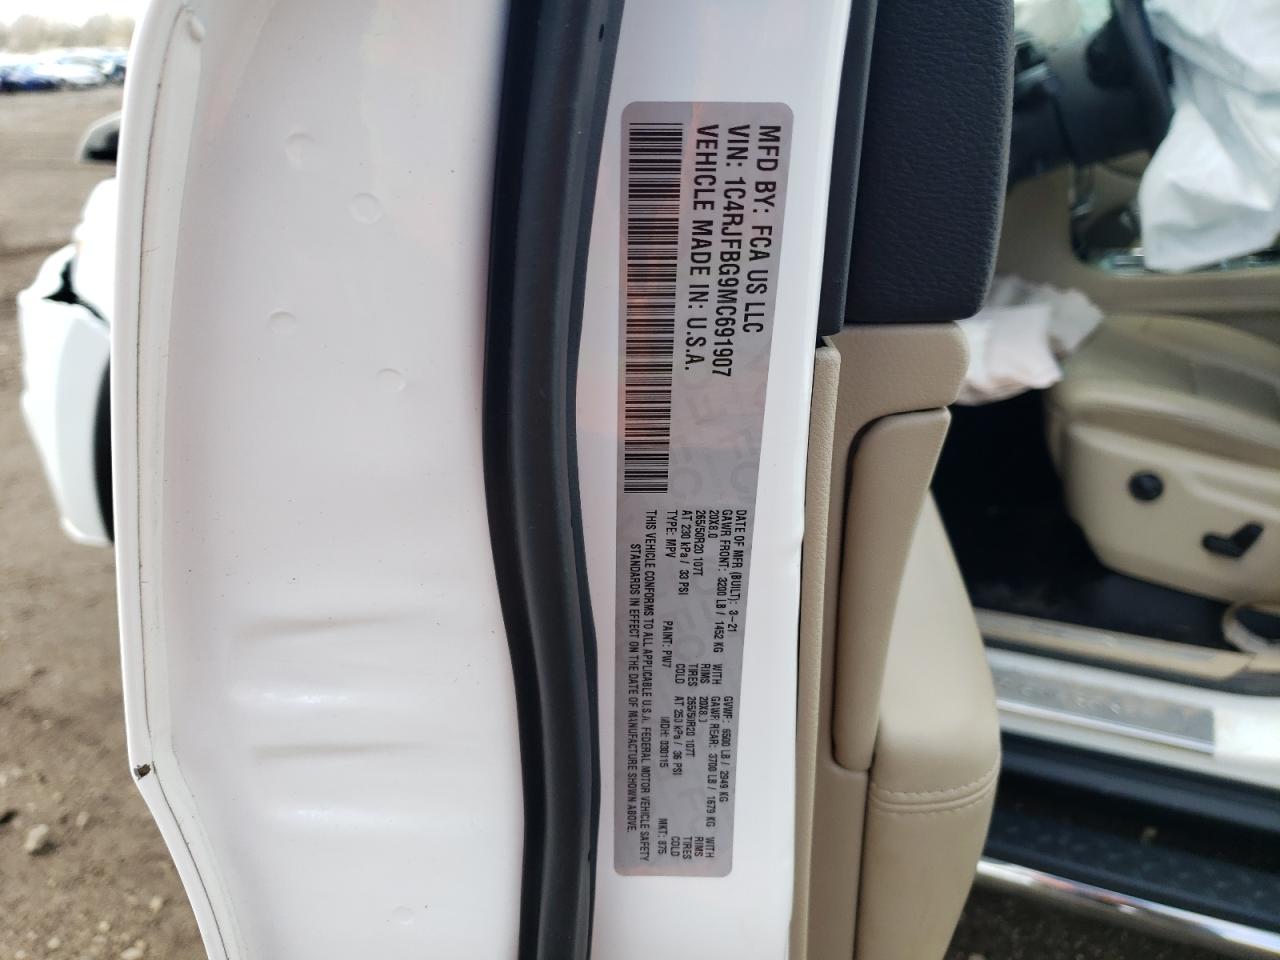 MFD BY: FCA US LLC
VIN: 1C4RJFBG9MC691907
VEHICLE MADE IN: U.S.A.
DATE OF MFR (BUILT): 3-21 GVWR: 6500 LB / 2949 KG
GAWR FRONT: 3200 LB / 1452 KG WITH GAWR REAR: 3700 LB / 1679 KG WITH
20X8.0 RIMS 20X8.0 RIMS
265/50R20 107T TIRES 265/50R20 107T TIRES
AT 230 kPa / 33 PSI COLD AT 250 kPa / 36 PSI COLD
TYPE: MPV PAINT: PW7 MDH: 030115 MKT: 875
THIS VEHICLE CONFORMS TO ALL APPLICABLE U.S.A. FEDERAL MOTOR VEHICLE SAFETY
STANDARDS IN EFFECT ON THE DATE OF MANUFACTURE SHOWN ABOVE.